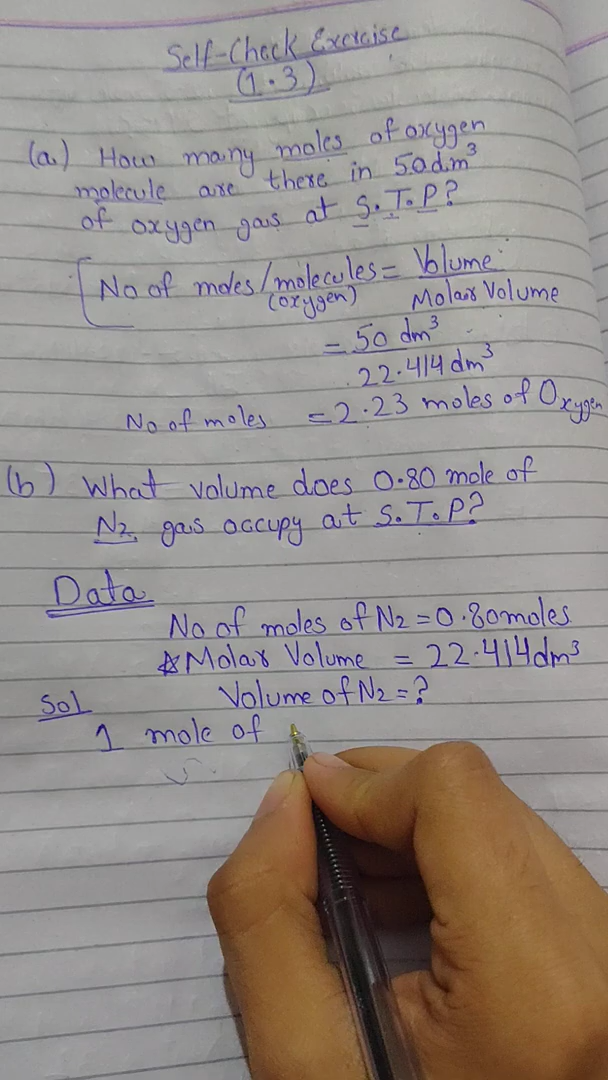 Self-Check Exercise
(1.3)
(a) How many moles of oxygen
molecule are there in 50dm³
of oxygen gas at S.T.P?
No of moles/molecules = Volume
(oxygen) Molar Volume
= 50 dm³
22.414dm³
No of moles = 2.23 moles of Oxygen
(b) What volume does 0.80 mole of
N₂ gas occupy at S.T.P?
Data
No of moles of N₂ = 0.80moles
Molar Volume = 22.414dm³
Sol Volume of N₂ = ?
1 mole of